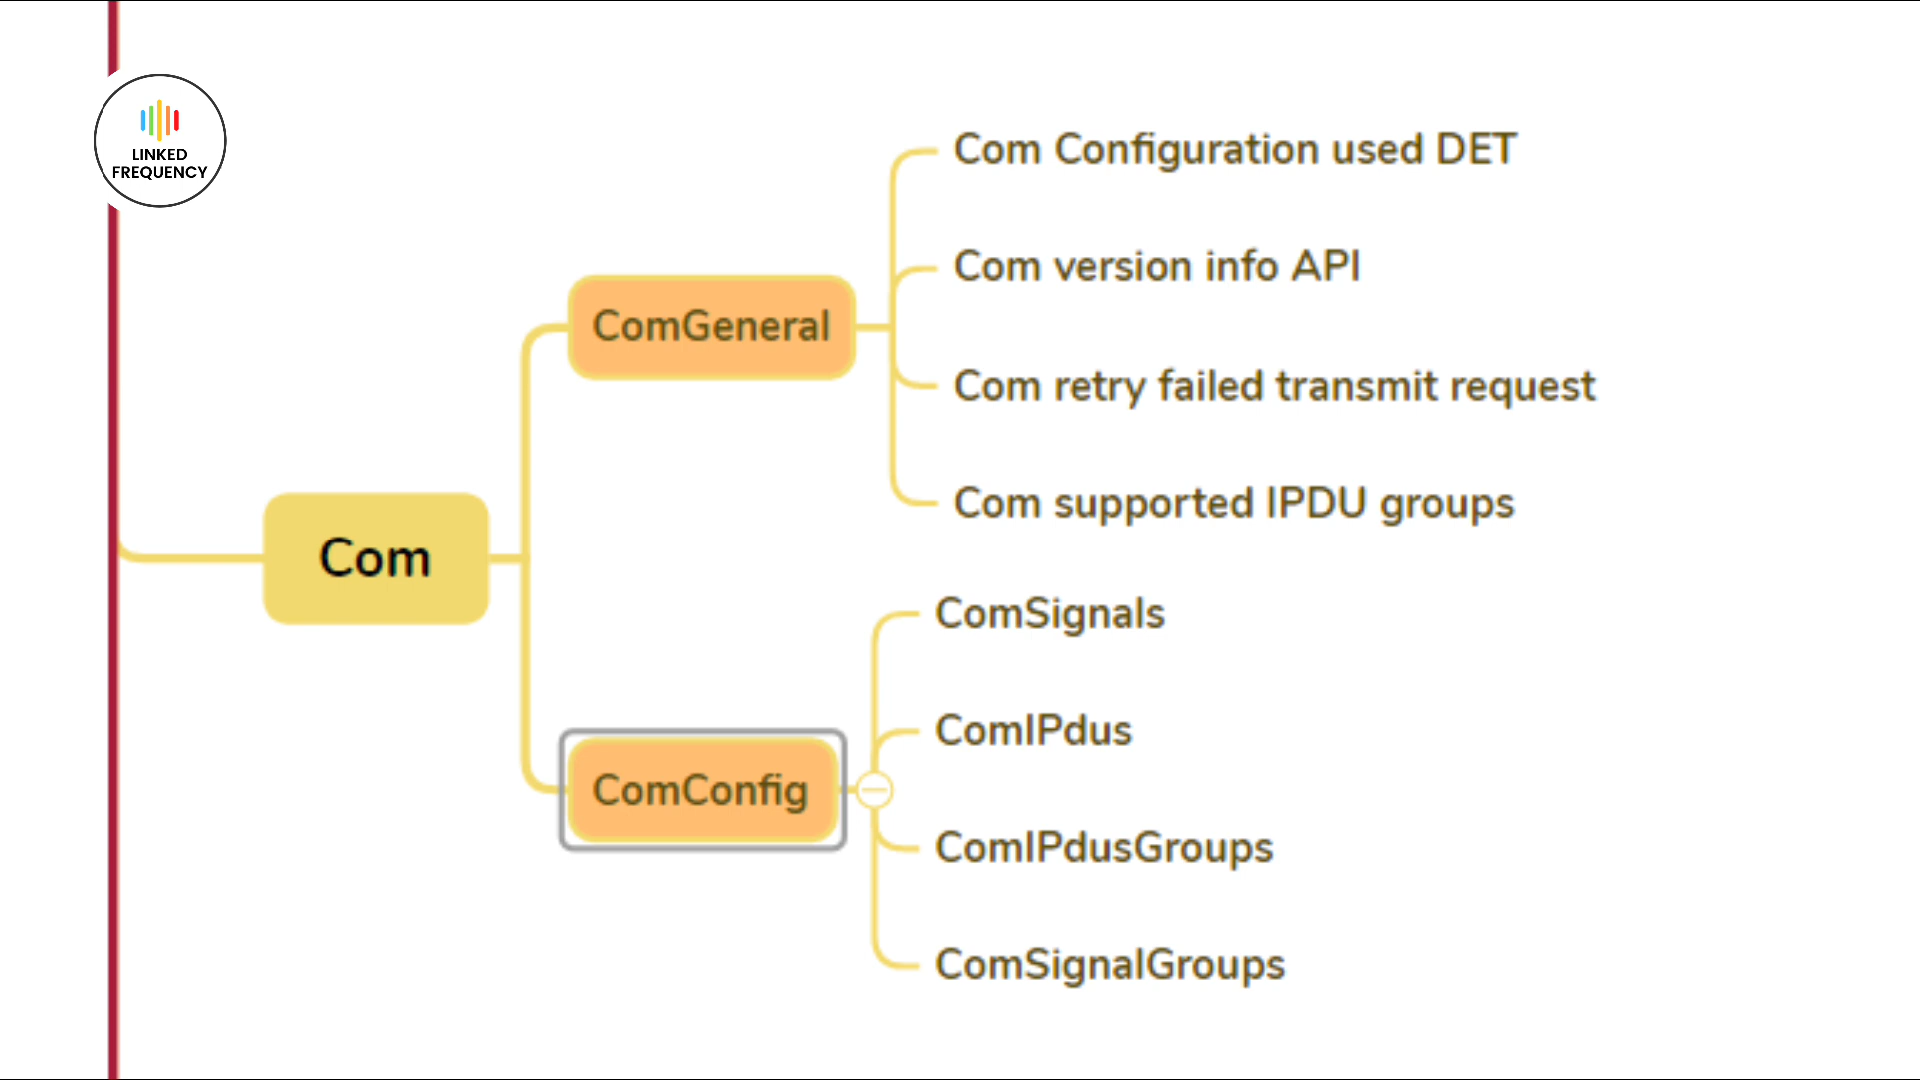 LINKED
FREQUENCY
Com
ComGeneral
Com Configuration used DET
Com version info API
Com retry failed transmit request
Com supported IPDU groups
ComConfig
ComSignals
ComIPdus
ComIPdusGroups
ComSignalGroups